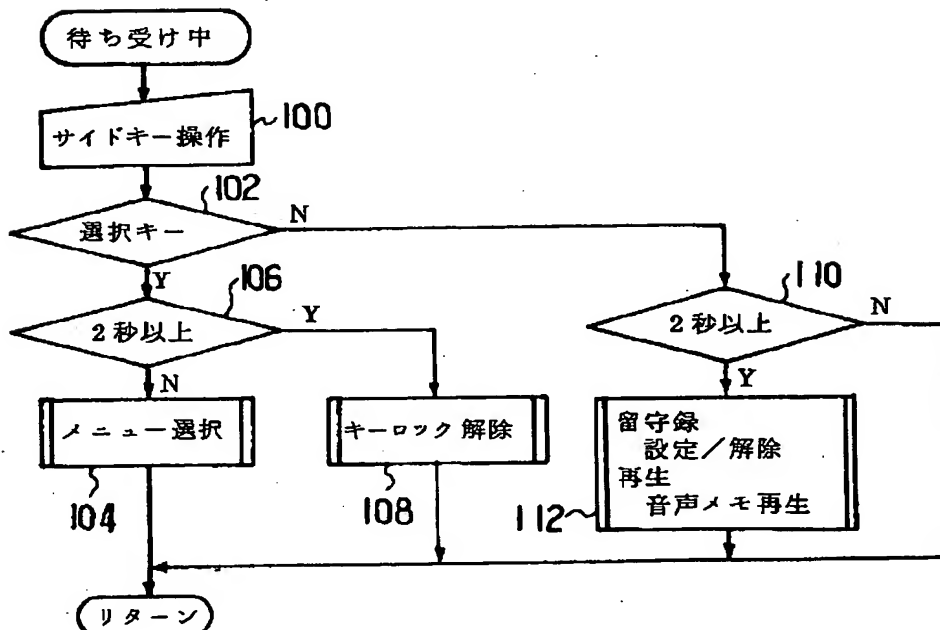 待ち受け中
サイドキー操作
100
102
選択キー
N
Y
106
2秒以上
Y
N
110
2秒以上
N
Y
メニュー選択
104
キーロック解除
108
留守録
設定／解除
再生
音声メモ再生
112
リターン